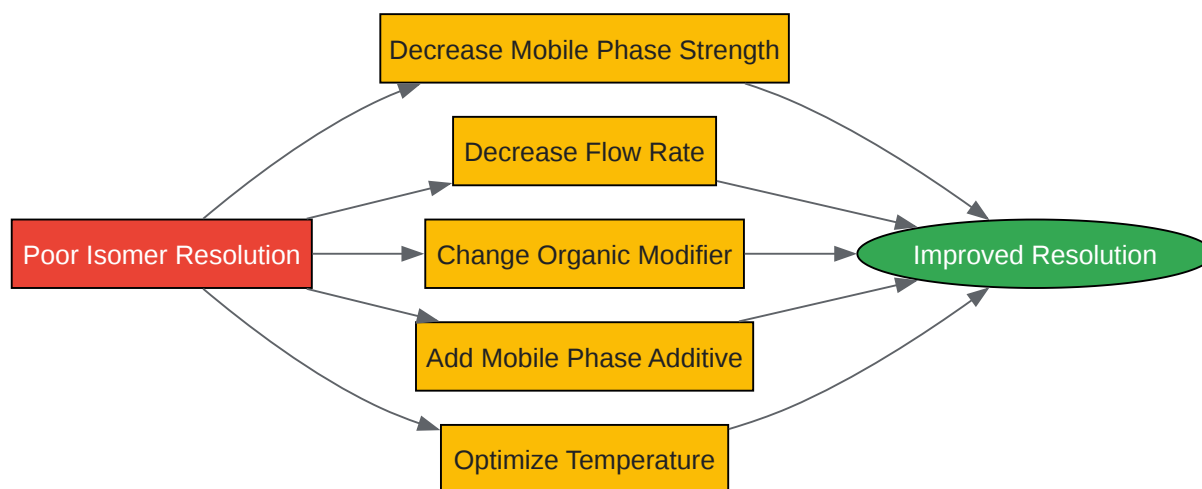 Decrease Mobile Phase Strength
Decrease Flow Rate
Poor Isomer Resolution
Change Organic Modifier
Improved Resolution
Add Mobile Phase Additive
Optimize Temperature